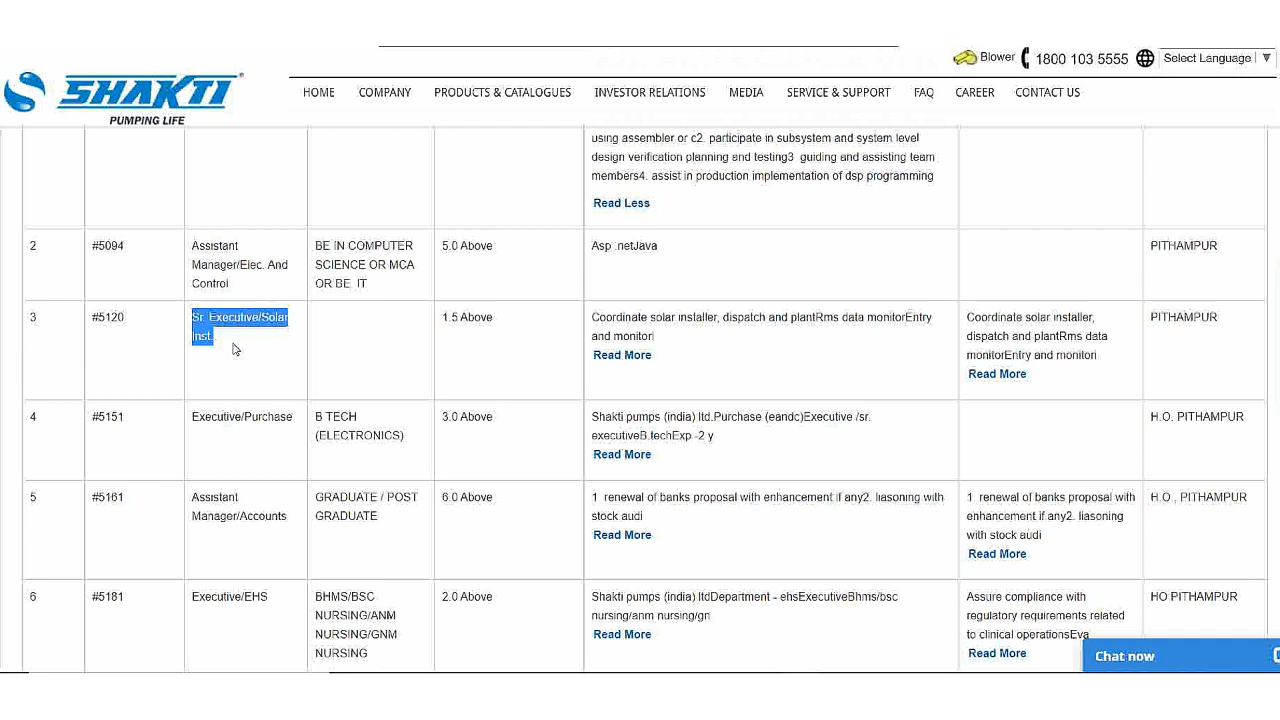 Blower 1800 103 5555 Select Language ▼
SHAKTI
PUMPING LIFE
HOME COMPANY PRODUCTS & CATALOGUES INVESTOR RELATIONS MEDIA SERVICE & SUPPORT FAQ CAREER CONTACT US
using assembler or c2. participate in subsystem and system level
design verification planning and testing3 guiding and assisting team
members4. assist in production implementation of dsp programming
Read Less
2 #5094 Assistant BE IN COMPUTER 5.0 Above Asp .netJava PITHAMPUR
Manager/Elec. And SCIENCE OR MCA
Control OR BE IT
3 #5120 Sr. Executive/Solar 1.5 Above Coordinate solar installer, dispatch and plantRms data monitorEntry Coordinate solar installer, PITHAMPUR
Inst. and monitori dispatch and plantRms data
Read More monitorEntry and monitori
Read More
4 #5151 Executive/Purchase B TECH 3.0 Above Shakti pumps (india) ltd.Purchase (eandc)Executive /sr. H.O. PITHAMPUR
(ELECTRONICS) executiveB.techExp -2 y
Read More
5 #5161 Assistant GRADUATE / POST 6.0 Above 1 renewal of banks proposal with enhancement if any2. liasoning with 1 renewal of banks proposal with H.O , PITHAMPUR
Manager/Accounts GRADUATE stock audi enhancement if any2. liasoning
Read More with stock audi
Read More
6 #5181 Executive/EHS BHMS/BSC 2.0 Above Shakti pumps (india) ltdDepartment - ehsExecutiveBhms/bsc Assure compliance with HO PITHAMPUR
NURSING/ANM nursing/anm nursing/gn regulatory requirements related
NURSING/GNM Read More to clinical operationsEva
NURSING Read More
Chat now